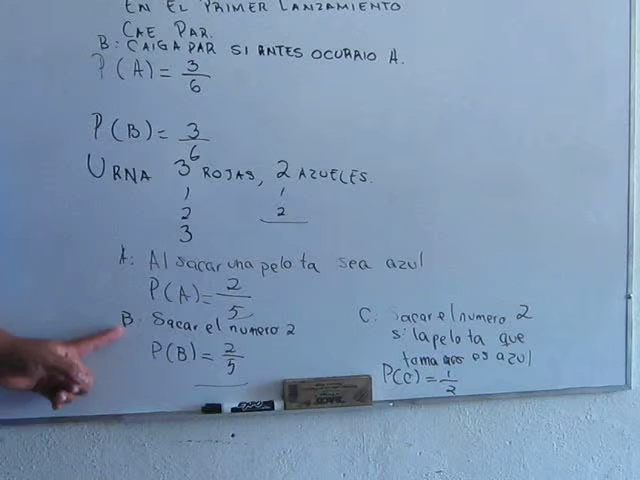 EN EL PRIMER LANZAMIENTO
CAE PAR.
B: CAIGA PAR SI ANTES OCURRIO A.
P(A) = 3/6
P(B) = 3/6
URNA 3 ROJAS, 2 AZUELES.
1 1
2 2
3
A: Al sacar una pelota sea azul
P(A) = 2/5
B: Sacar el numero 2
P(B) = 2/5
C. Sacar el numero 2
si la pelota que
tomamos es azul
P(C) = 1/2